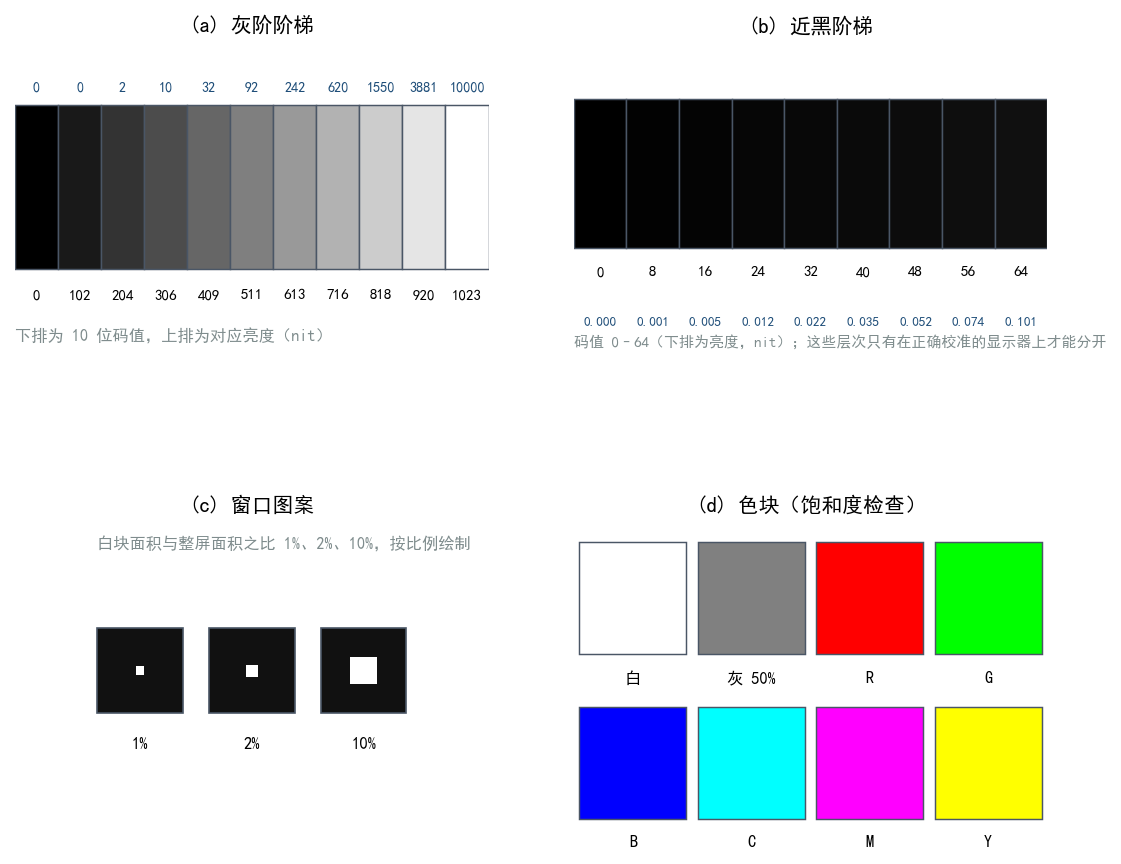 (a) 灰阶阶梯
0 0 2 10 32 92 242 620 1550 3881 10000
0 102 204 306 409 511 613 716 818 920 1023
下排为 10 位码值，上排为对应亮度（nit）
(b) 近黑阶梯
0 8 16 24 32 40 48 56 64
0.000 0.001 0.005 0.012 0.022 0.035 0.052 0.074 0.101
码值 0–64（下排为亮度，nit）；这些层次只有在正确校准的显示器上才能分开
(c) 窗口图案
白块面积与整屏面积之比 1%、2%、10%，按比例绘制
1% 2% 10%
(d) 色块（饱和度检查）
白 灰 50% R G
B C M Y